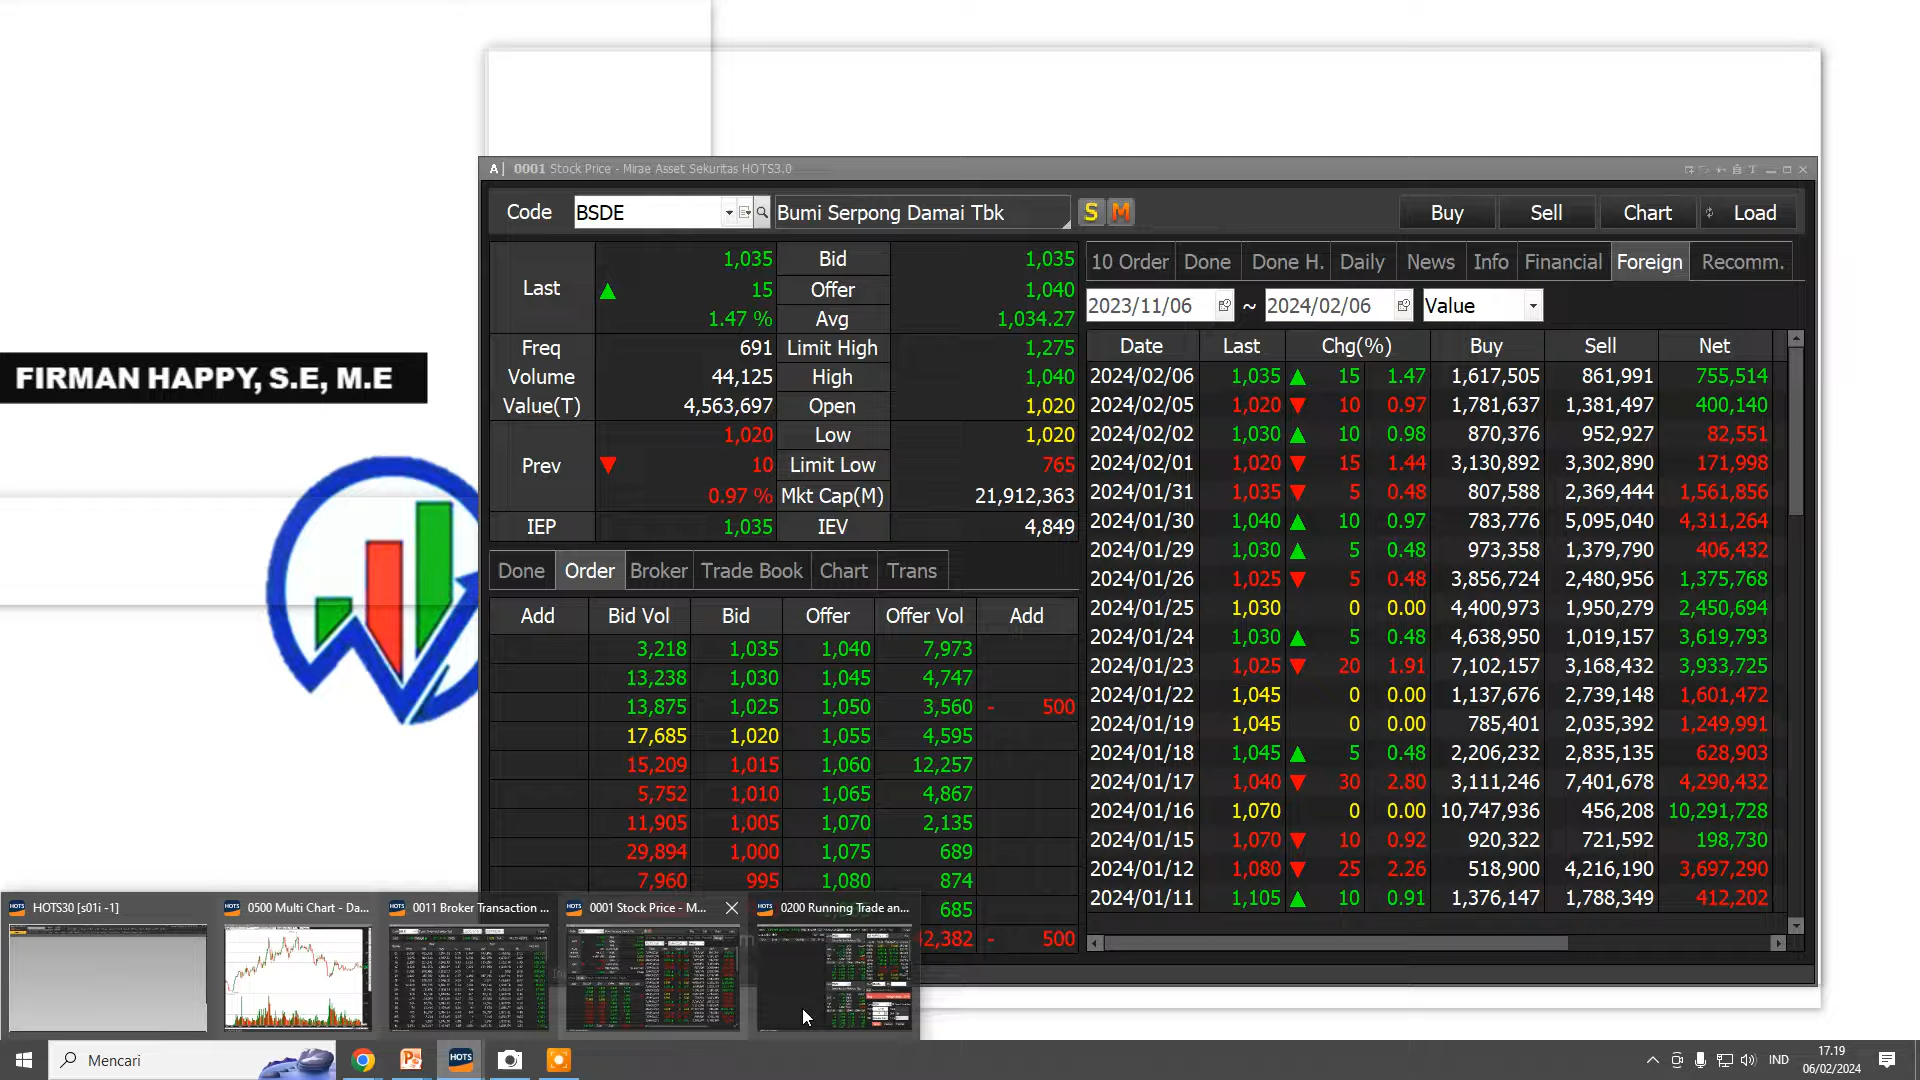 FIRMAN HAPPY, S.E, M.E
A | 0001 Stock Price - Mirae Asset Sekuritas HOTS3.0
Code BSDE Bumi Serpong Damai Tbk S M Buy Sell Chart Load
Last 1,035 Bid 1,035
15 Offer 1,040
1.47 % Avg 1,034.27
Freq 691 Limit High 1,275
Volume 44,125 High 1,040
Value(T) 4,563,697 Open 1,020
Prev 1,020 Low 1,020
10 Limit Low 765
0.97 % Mkt Cap(M) 21,912,363
IEP 1,035 IEV 4,849
Done Order Broker Trade Book Chart Trans
Add Bid Vol Bid Offer Offer Vol Add
3,218 1,035 1,040 7,973
13,238 1,030 1,045 4,747
13,875 1,025 1,050 3,560 - 500
17,685 1,020 1,055 4,595
15,209 1,015 1,060 12,257
5,752 1,010 1,065 4,867
11,905 1,005 1,070 2,135
29,894 1,000 1,075 689
7,960 995 1,080 874
685
- 500
10 Order Done Done H. Daily News Info Financial Foreign Recomm.
2023/11/06 ~ 2024/02/06 Value
Date Last Chg(%) Buy Sell Net
2024/02/06 1,035 15 1.47 1,617,505 861,991 755,514
2024/02/05 1,020 10 0.97 1,781,637 1,381,497 400,140
2024/02/02 1,030 10 0.98 870,376 952,927 82,551
2024/02/01 1,020 15 1.44 3,130,892 3,302,890 171,998
2024/01/31 1,035 5 0.48 807,588 2,369,444 1,561,856
2024/01/30 1,040 10 0.97 783,776 5,095,040 4,311,264
2024/01/29 1,030 5 0.48 973,358 1,379,790 406,432
2024/01/26 1,025 5 0.48 3,856,724 2,480,956 1,375,768
2024/01/25 1,030 0 0.00 4,400,973 1,950,279 2,450,694
2024/01/24 1,030 5 0.48 4,638,950 1,019,157 3,619,793
2024/01/23 1,025 20 1.91 7,102,157 3,168,432 3,933,725
2024/01/22 1,045 0 0.00 1,137,676 2,739,148 1,601,472
2024/01/19 1,045 0 0.00 785,401 2,035,392 1,249,991
2024/01/18 1,045 5 0.48 2,206,232 2,835,135 628,903
2024/01/17 1,040 30 2.80 3,111,246 7,401,678 4,290,432
2024/01/16 1,070 0 0.00 10,747,936 456,208 10,291,728
2024/01/15 1,070 10 0.92 920,322 721,592 198,730
2024/01/12 1,080 25 2.26 518,900 4,216,190 3,697,290
2024/01/11 1,105 10 0.91 1,376,147 1,788,349 412,202
HOTS HOTS30 [s01i -1] HOTS 0500 Multi Chart - Da... HOTS 0011 Broker Transaction ... HOTS 0001 Stock Price - M... HOTS 0200 Running Trade an...
Mencari HOTS IND 17.19
06/02/2024